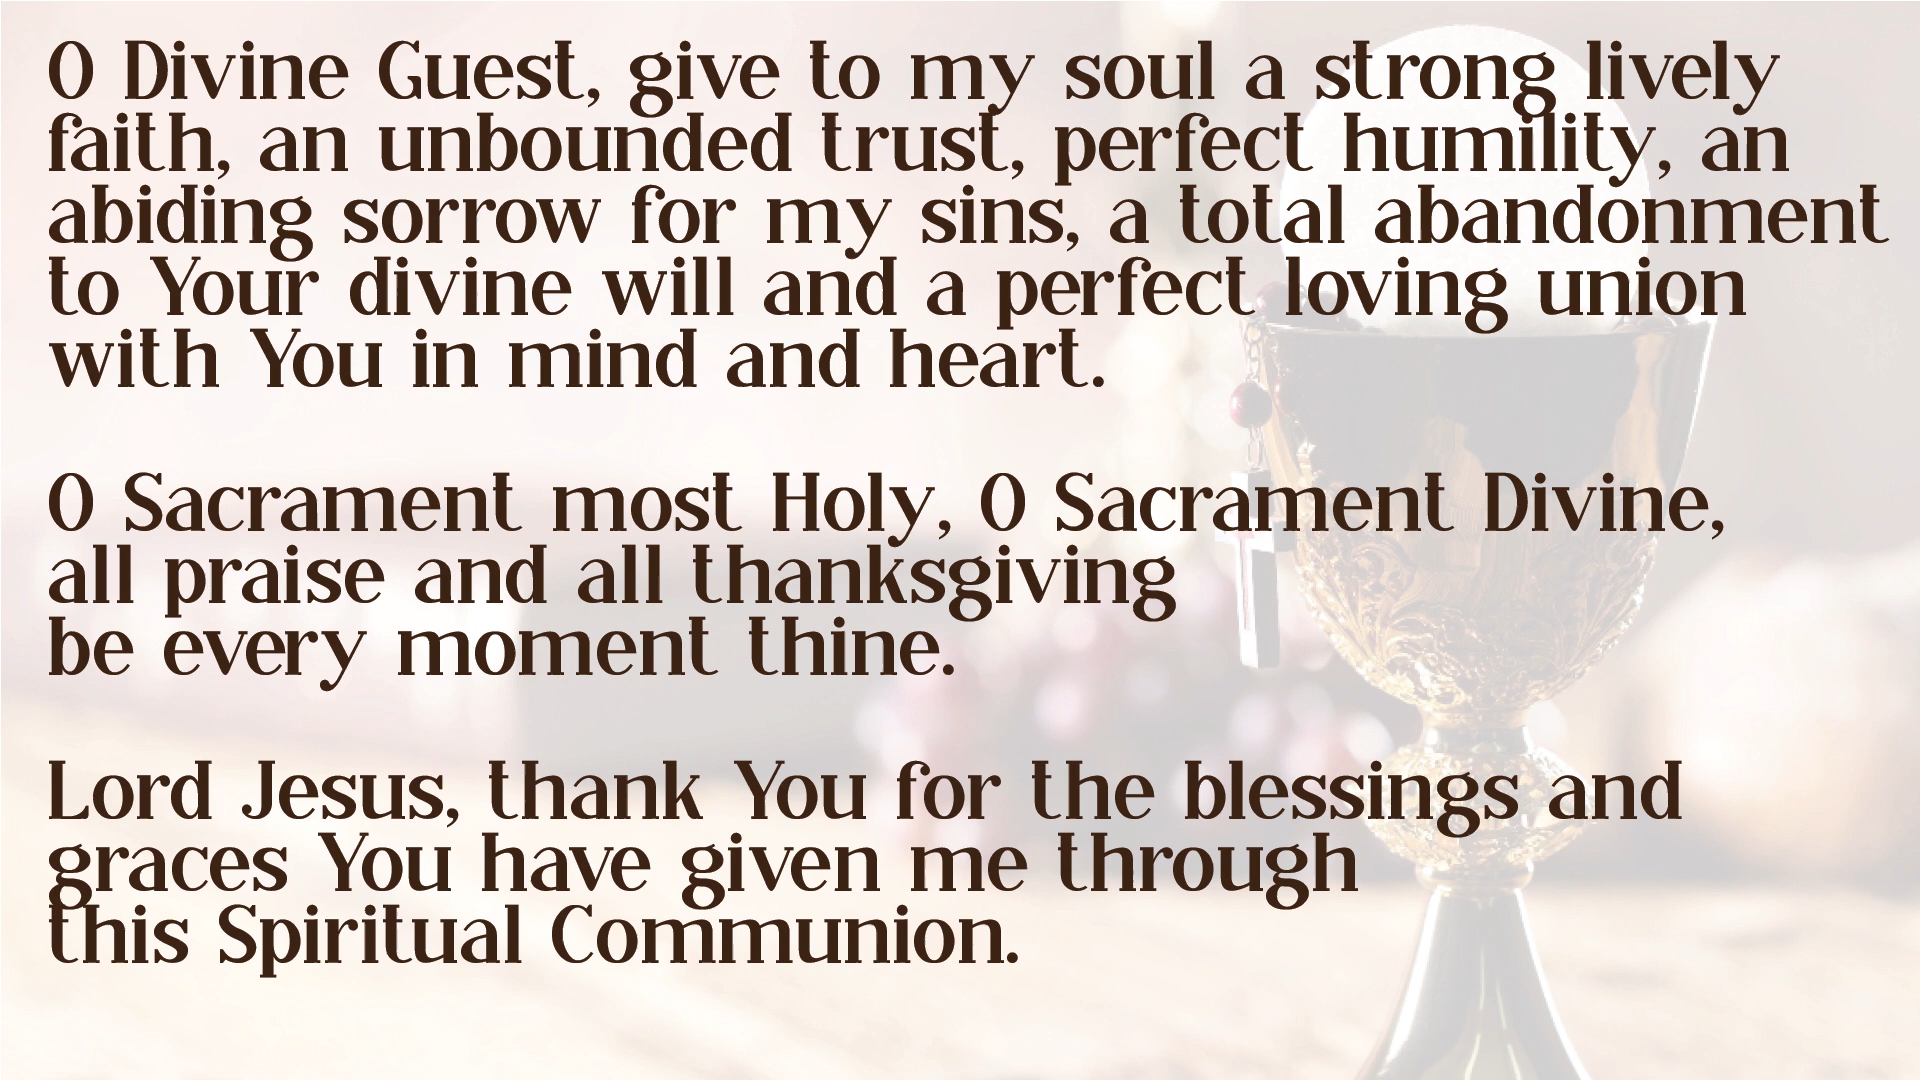 O Divine Guest, give to my soul a strong lively
faith, an unbounded trust, perfect humility, an
abiding sorrow for my sins, a total abandonment
to Your divine will and a perfect loving union
with You in mind and heart.
O Sacrament most Holy, O Sacrament Divine,
all praise and all thanksgiving
be every moment thine.
Lord Jesus, thank You for the blessings and
graces You have given me through
this Spiritual Communion.